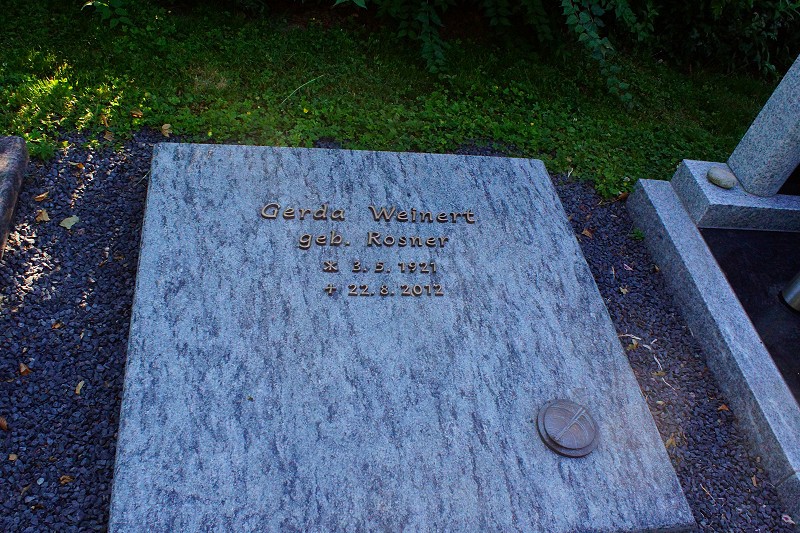 Gerda Weinert
geb. Rosner
* 3. 5. 1921
† 22. 8. 2012